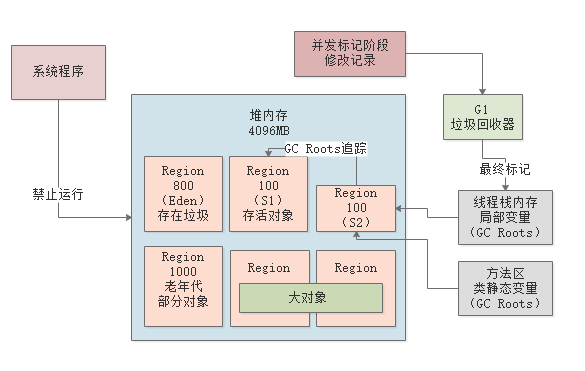 并发标记阶段
修改记录
系统程序
堆内存
4096MB
G1
垃圾回收器
GC Roots追踪
最终标记
禁止运行
Region
800
（Eden）
存在垃圾
Region
100
（S1）
存活对象
Region
100
（S2）
线程栈内存
局部变量
（GC Roots）
Region
1000
老年代
部分对象
Region
Region
大对象
方法区
类静态变量
（GC Roots）